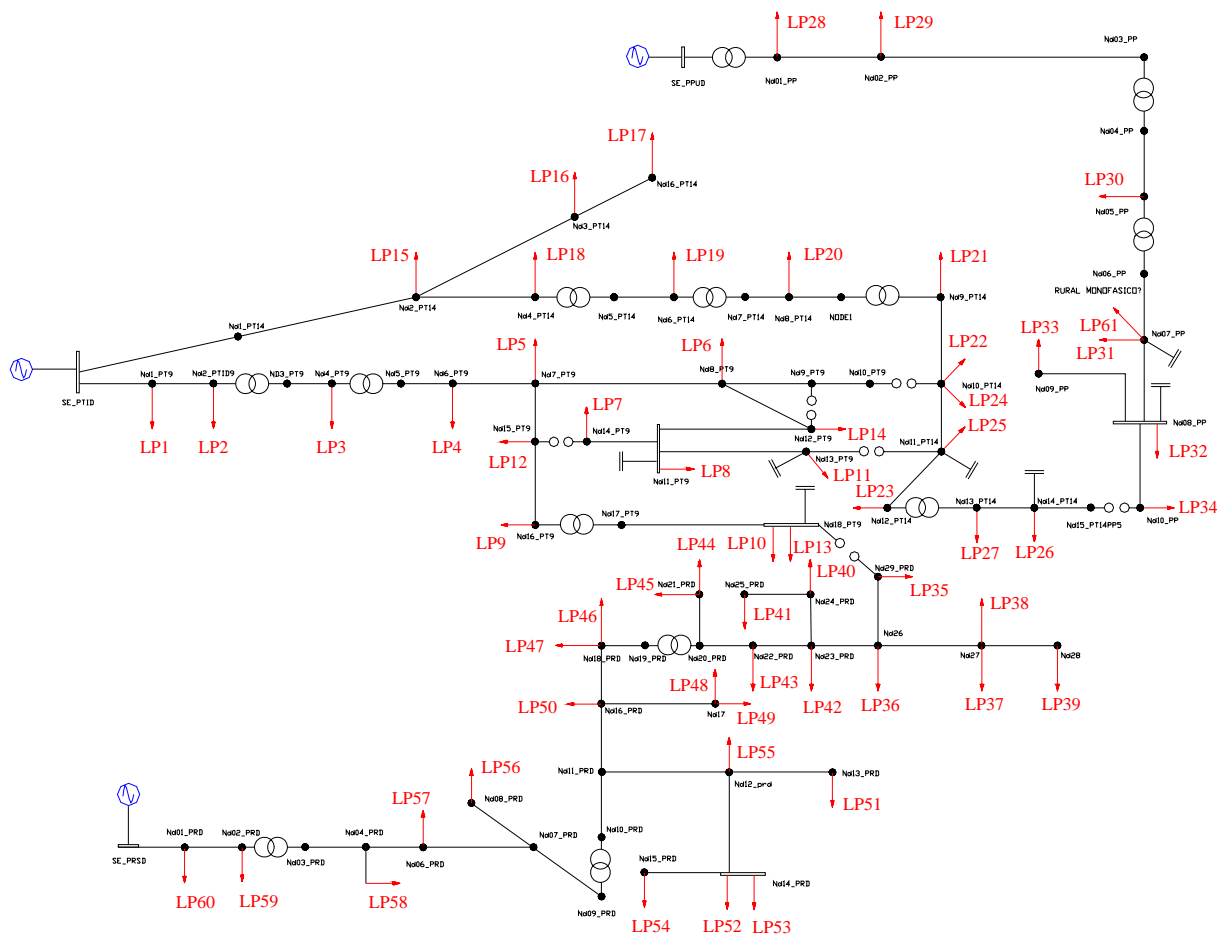 LP28
LP29
Nd03_PP
SE_PPUD
Nd01_PP
Nd02_PP
LP17
Nd04_PP
LP16
Nd16_PT14
LP30
Nd3_PT14
Nd05_PP
LP15
LP18
LP19
LP20
LP21
Nd06_PP
RURAL MONOFASICO?
Nd2_PT14
Nd4_PT14
Nd5_PT14
Nd6_PT14
Nd7_PT14
Nd8_PT14
NODE1
Nd9_PT14
Nd1_PT14
LP5
LP6
LP22
LP33
LP61
Nd07_PP
LP31
Nd1_PT9
Nd2_PTID9
ND3_PT9
Nd4_PT9
Nd5_PT9
Nd6_PT9
Nd7_PT9
Nd8_PT9
Nd9_PT9
Nd10_PT9
Nd10_PT14
Nd09_PP
SE_PTID
LP7
LP24
LP1
LP2
LP3
LP4
Nd15_PT9
Nd14_PT9
LP14
LP25
Nd08_PP
LP12
Nd12_PT9
Nd11_PT14
LP32
LP8
Nd13_PT9
LP11
Nd11_PT9
LP23
Nd13_PT14
Nd14_PT14
LP34
LP9
Nd17_PT9
Nd18_PT9
Nd12_PT14
Nd15_PT14PP5
Nd10_PP
Nd16_PT9
LP44
LP10
LP13
LP27
LP26
LP40
Nd29_PRD
LP45
Nd21_PRD
Nd25_PRD
LP35
LP46
LP41
Nd24_PRD
LP38
LP47
Nd26
Nd18_PRD
Nd19_PRD
Nd20_PRD
Nd22_PRD
Nd23_PRD
Nd27
Nd28
LP48
LP43
LP50
Nd16_PRD
Nd17
LP49
LP42
LP36
LP37
LP39
LP55
LP56
Nd11_PRD
Nd12_prd
Nd13_PRD
LP57
Nd08_PRD
LP51
Nd01_PRD
Nd02_PRD
Nd04_PRD
Nd07_PRD
Nd10_PRD
SE_PRSD
Nd03_PRD
Nd06_PRD
Nd15_PRD
LP60
LP59
LP58
Nd14_PRD
Nd09_PRD
LP54
LP52
LP53